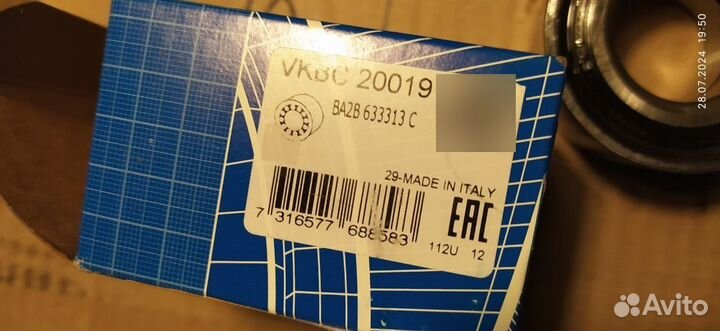 VKBC 20019
BA2B 633313 C
29-MADE IN ITALY
7 316577 688583
EAC
112U 12
28.07.2024 19:50
Avito